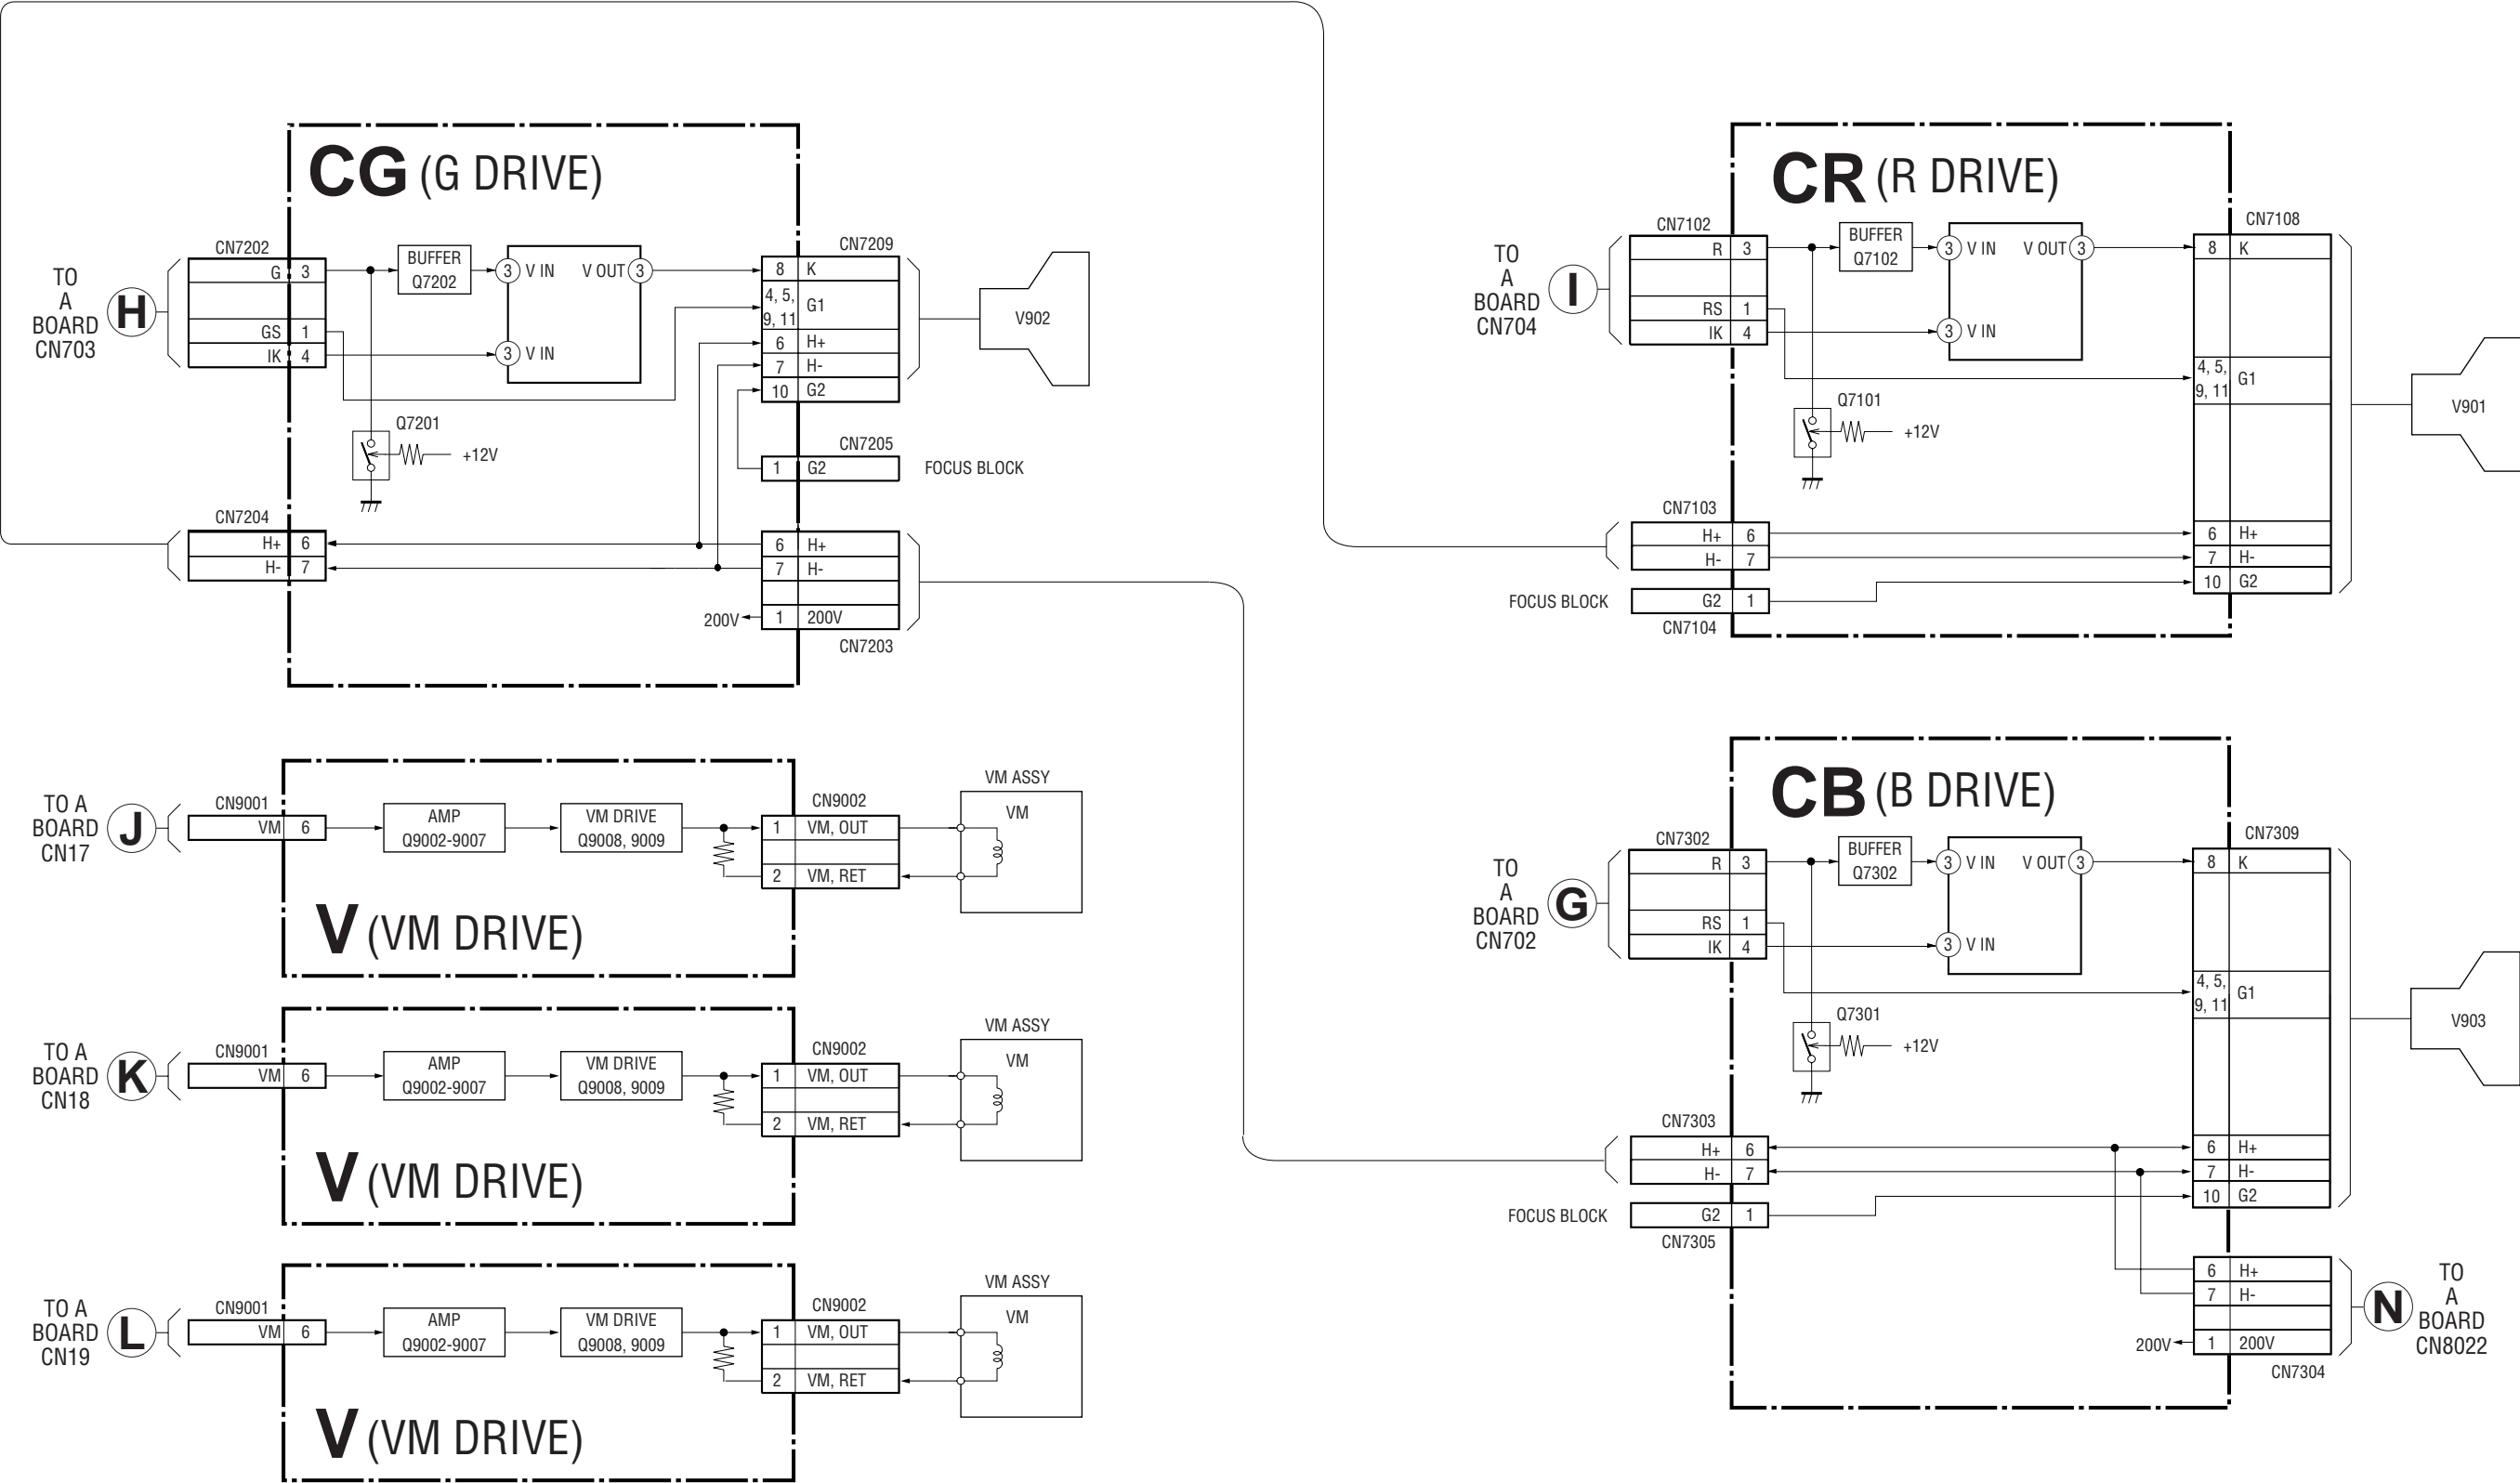 CG (G DRIVE)
TO
A
BOARD
CN703
H
CN7202
G 3
GS 1
IK 4
BUFFER
Q7202
3 V IN
V OUT 3
3 V IN
Q7201
+12V
CN7209
8 K
4, 5,
9, 11
G1
6 H+
7 H-
10 G2
V902
CN7205
1 G2
FOCUS BLOCK
CN7204
H+ 6
H- 7
6 H+
7 H-
200V
1 200V
CN7203
CR (R DRIVE)
TO
A
BOARD
CN704
I
CN7102
R 3
RS 1
IK 4
BUFFER
Q7102
3 V IN
V OUT 3
3 V IN
Q7101
+12V
CN7108
8 K
4, 5,
9, 11
G1
6 H+
7 H-
10 G2
V901
CN7103
H+ 6
H- 7
FOCUS BLOCK
G2 1
CN7104
TO A
BOARD
CN17
J
CN9001
VM 6
AMP
Q9002-9007
VM DRIVE
Q9008, 9009
CN9002
1 VM, OUT
2 VM, RET
VM ASSY
VM
V (VM DRIVE)
TO A
BOARD
CN18
K
CN9001
VM 6
AMP
Q9002-9007
VM DRIVE
Q9008, 9009
CN9002
1 VM, OUT
2 VM, RET
VM ASSY
VM
V (VM DRIVE)
TO A
BOARD
CN19
L
CN9001
VM 6
AMP
Q9002-9007
VM DRIVE
Q9008, 9009
CN9002
1 VM, OUT
2 VM, RET
VM ASSY
VM
V (VM DRIVE)
CB (B DRIVE)
TO
A
BOARD
CN702
G
CN7302
R 3
RS 1
IK 4
BUFFER
Q7302
3 V IN
V OUT 3
3 V IN
Q7301
+12V
CN7309
8 K
4, 5,
9, 11
G1
6 H+
7 H-
10 G2
V903
CN7303
H+ 6
H- 7
FOCUS BLOCK
G2 1
CN7305
6 H+
7 H-
200V
1 200V
CN7304
N
TO
A
BOARD
CN8022